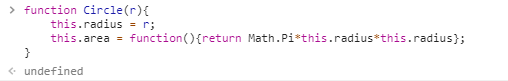 > function Circle(r){
this.radius = r;
this.area = function(){return Math.Pi*this.radius*this.radius};
}
<· undefined